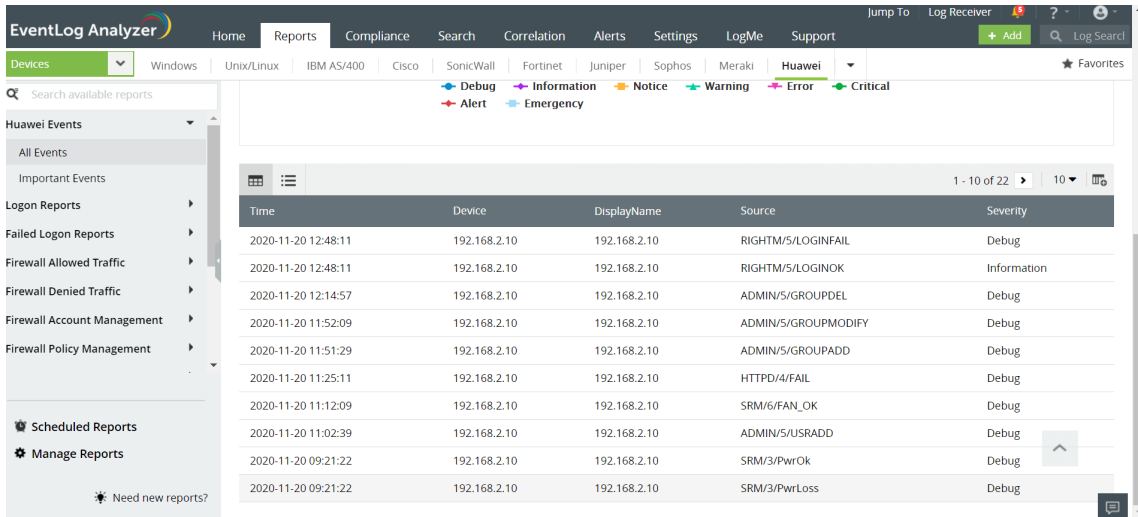 Jump To Log Receiver 5 ?
EventLog Analyzer
Home Reports Compliance Search Correlation Alerts Settings LogMe Support
+ Add Log Searcl
Devices
Windows Unix/Linux IBM AS/400 Cisco SonicWall Fortinet Juniper Sophos Meraki Huawei
Favorites
Search available reports
Huawei Events
All Events
Important Events
Logon Reports
Failed Logon Reports
Firewall Allowed Traffic
Firewall Denied Traffic
Firewall Account Management
Firewall Policy Management
Scheduled Reports
Manage Reports
Need new reports?
Debug Information Notice Warning Error Critical
Alert Emergency
1 - 10 of 22 10
Time Device DisplayName Source Severity
2020-11-20 12:48:11 192.168.2.10 192.168.2.10 RIGHTM/5/LOGINFAIL Debug
2020-11-20 12:48:11 192.168.2.10 192.168.2.10 RIGHTM/5/LOGINOK Information
2020-11-20 12:14:57 192.168.2.10 192.168.2.10 ADMIN/5/GROUPDEL Debug
2020-11-20 11:52:09 192.168.2.10 192.168.2.10 ADMIN/5/GROUPMODIFY Debug
2020-11-20 11:51:29 192.168.2.10 192.168.2.10 ADMIN/5/GROUPADD Debug
2020-11-20 11:25:11 192.168.2.10 192.168.2.10 HTTPD/4/FAIL Debug
2020-11-20 11:12:09 192.168.2.10 192.168.2.10 SRM/6/FAN_OK Debug
2020-11-20 11:02:39 192.168.2.10 192.168.2.10 ADMIN/5/USRADD Debug
2020-11-20 09:21:22 192.168.2.10 192.168.2.10 SRM/3/PwrOk Debug
2020-11-20 09:21:22 192.168.2.10 192.168.2.10 SRM/3/PwrLoss Debug